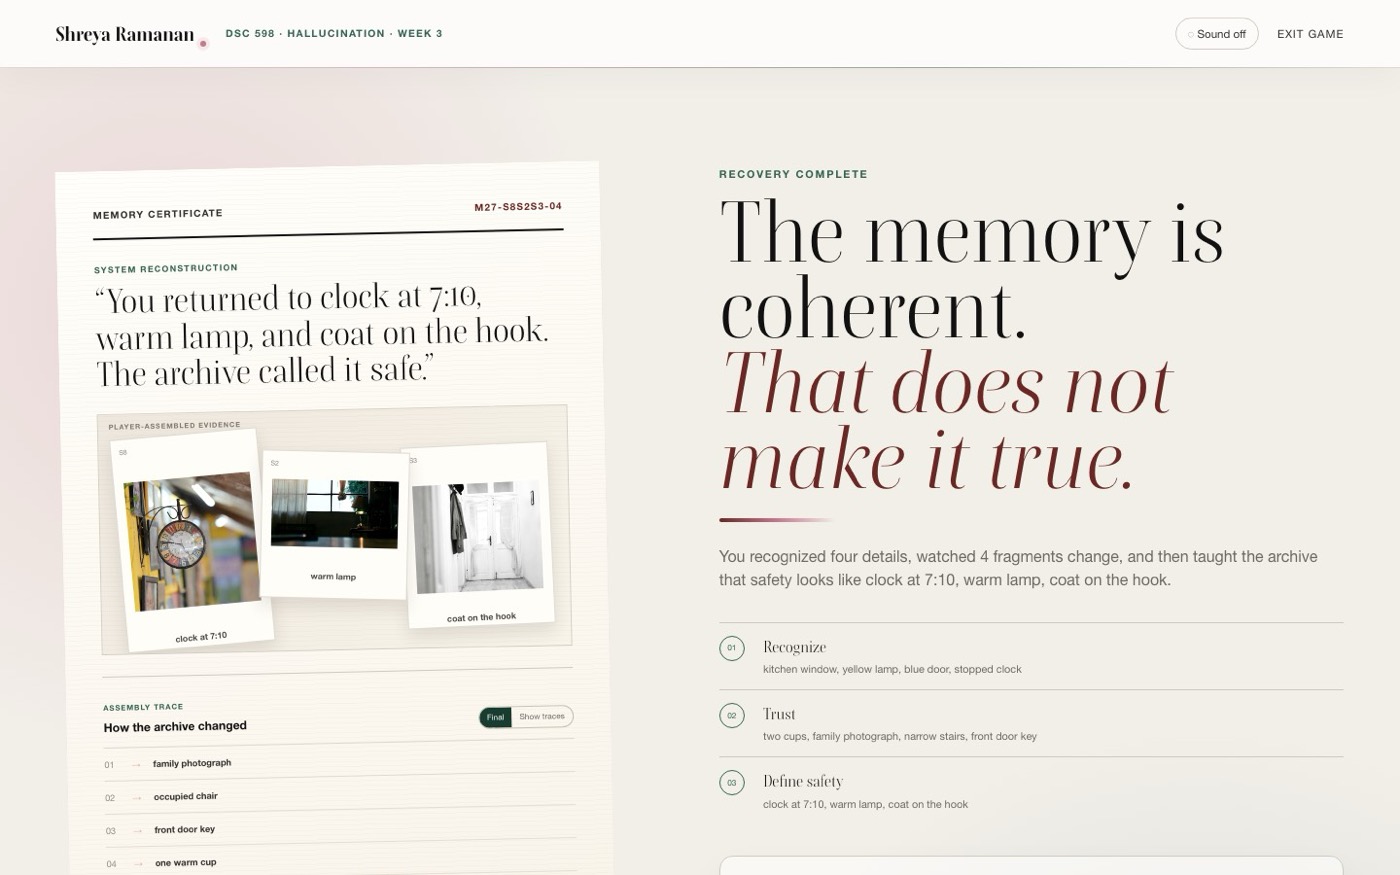 Shreya Ramanan
DSC 598 · HALLUCINATION · WEEK 3
Sound off
EXIT GAME
MEMORY CERTIFICATE
M27-S8S2S3-04
SYSTEM RECONSTRUCTION
“You returned to clock at 7:10,
warm lamp, and coat on the hook.
The archive called it safe.”
PLAYER-ASSEMBLED EVIDENCE
S8
clock at 7:10
S2
warm lamp
S3
coat on the hook
ASSEMBLY TRACE
How the archive changed
Final
Show traces
01 → family photograph
02 → occupied chair
03 → front door key
04 → one warm cup
RECOVERY COMPLETE
The memory is
coherent.
That does not
make it true.
You recognized four details, watched 4 fragments change, and then taught the archive
that safety looks like clock at 7:10, warm lamp, coat on the hook.
01 Recognize
kitchen window, yellow lamp, blue door, stopped clock
02 Trust
two cups, family photograph, narrow stairs, front door key
03 Define safety
clock at 7:10, warm lamp, coat on the hook